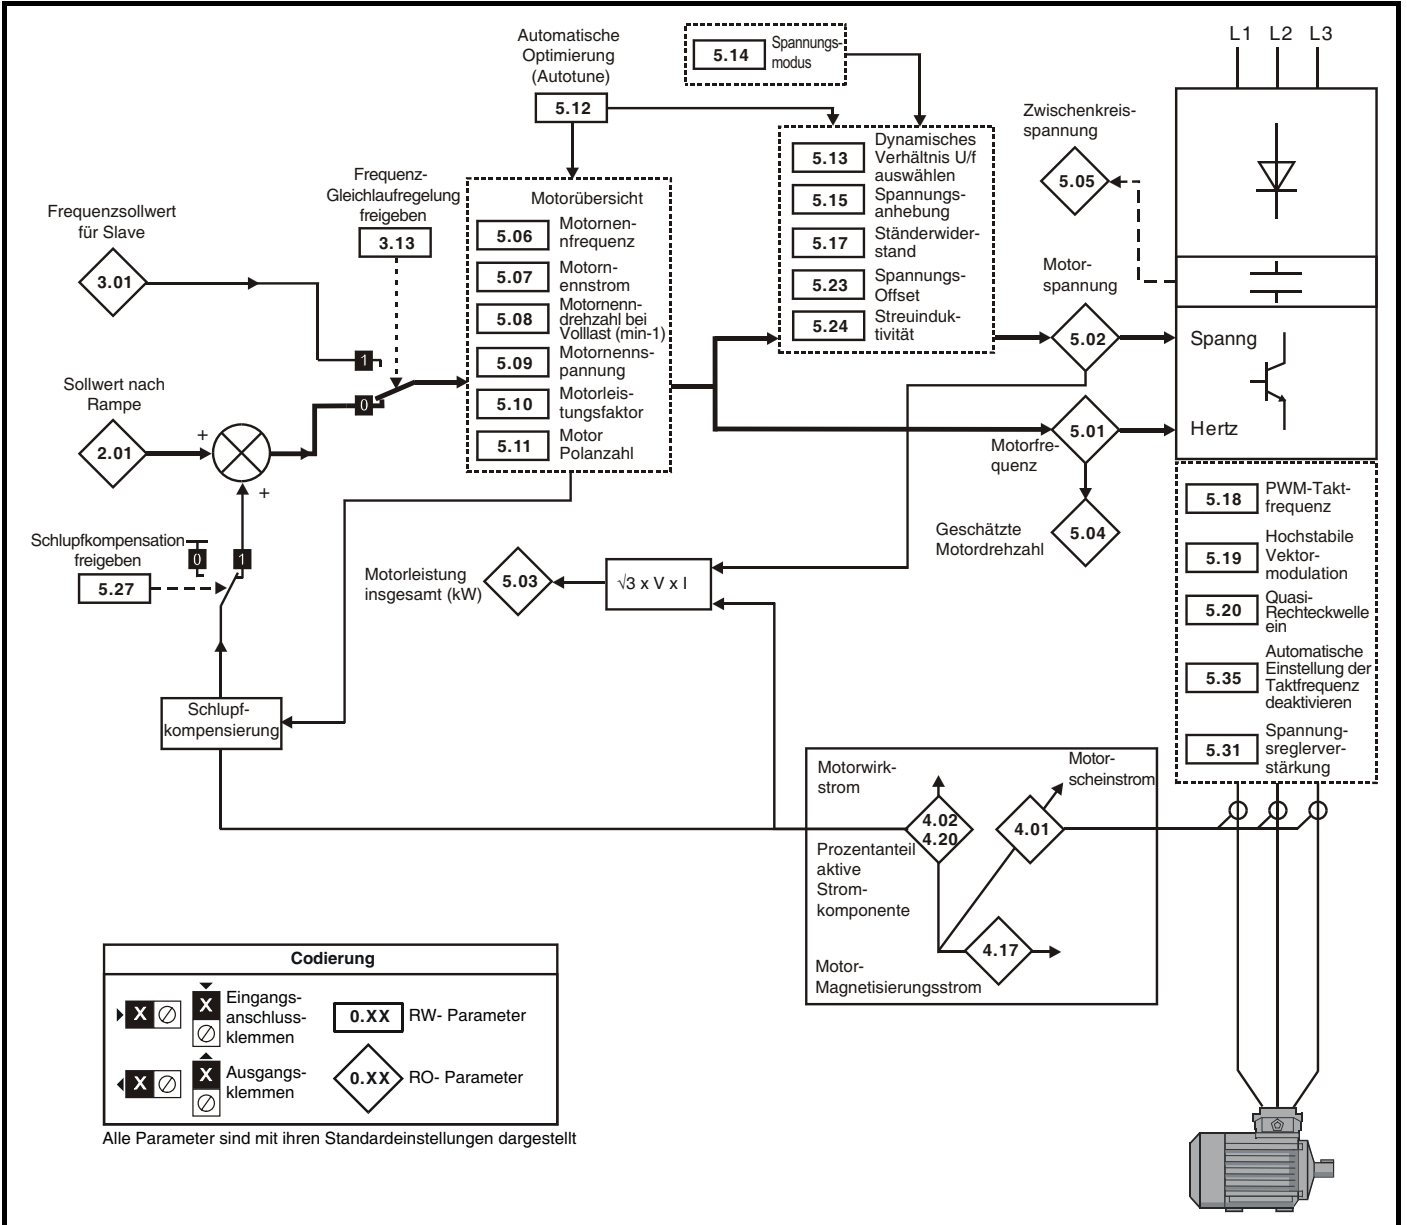 Automatische
Optimierung
(Autotune)
5.12
5.14
Spannungs-
modus
L1 L2 L3
Zwischenkreis-
spannung
5.05
Frequenz-
Gleichlaufregelung
freigeben
3.13
Frequenzsollwert
für Slave
3.01
1
0
Sollwert nach
Rampe
2.01
+
+
Motorübersicht
5.06
Motornen-
nfrequenz
5.07
Motorn-
ennstrom
5.08
Motornenn-
drehzahl bei
Volllast (min-1)
5.09
Motornenns-
pannung
5.10
Motorleis-
tungsfaktor
5.11
Motor
Polanzahl
5.13
Dynamisches
Verhältnis U/f
auswählen
5.15
Spannungs-
anhebung
5.17
Ständerwider-
stand
5.23
Spannungs-
Offset
5.24
Streuinduk-
tivität
Motor-
spannung
5.02
Spanng
5.01
Motorfre-
quenz
Hertz
Geschätzte
Motordrehzahl
5.04
Schlupfkompensation
freigeben
5.27
0
1
Motorleistung
insgesamt (kW)
5.03
√3 x V x I
5.18
PWM-Takt-
frequenz
5.19
Hochstabile
Vektor-
modulation
5.20
Quasi-
Rechteckwelle
ein
5.35
Automatische
Einstellung der
Taktfrequenz
deaktivieren
5.31
Spannung-
sreglerver-
stärkung
Schlupf-
kompensierung
Motorwirk-
strom
4.02
4.20
Motor-
scheinstrom
4.01
Prozentanteil
aktive
Strom-
komponente
4.17
Motor-
Magnetisierungsstrom
Codierung
X
X
Eingangs-
anschluss-
klemmen
0.XX
RW- Parameter
X
X
Ausgangs-
klemmen
0.XX
RO- Parameter
Alle Parameter sind mit ihren Standardeinstellungen dargestellt